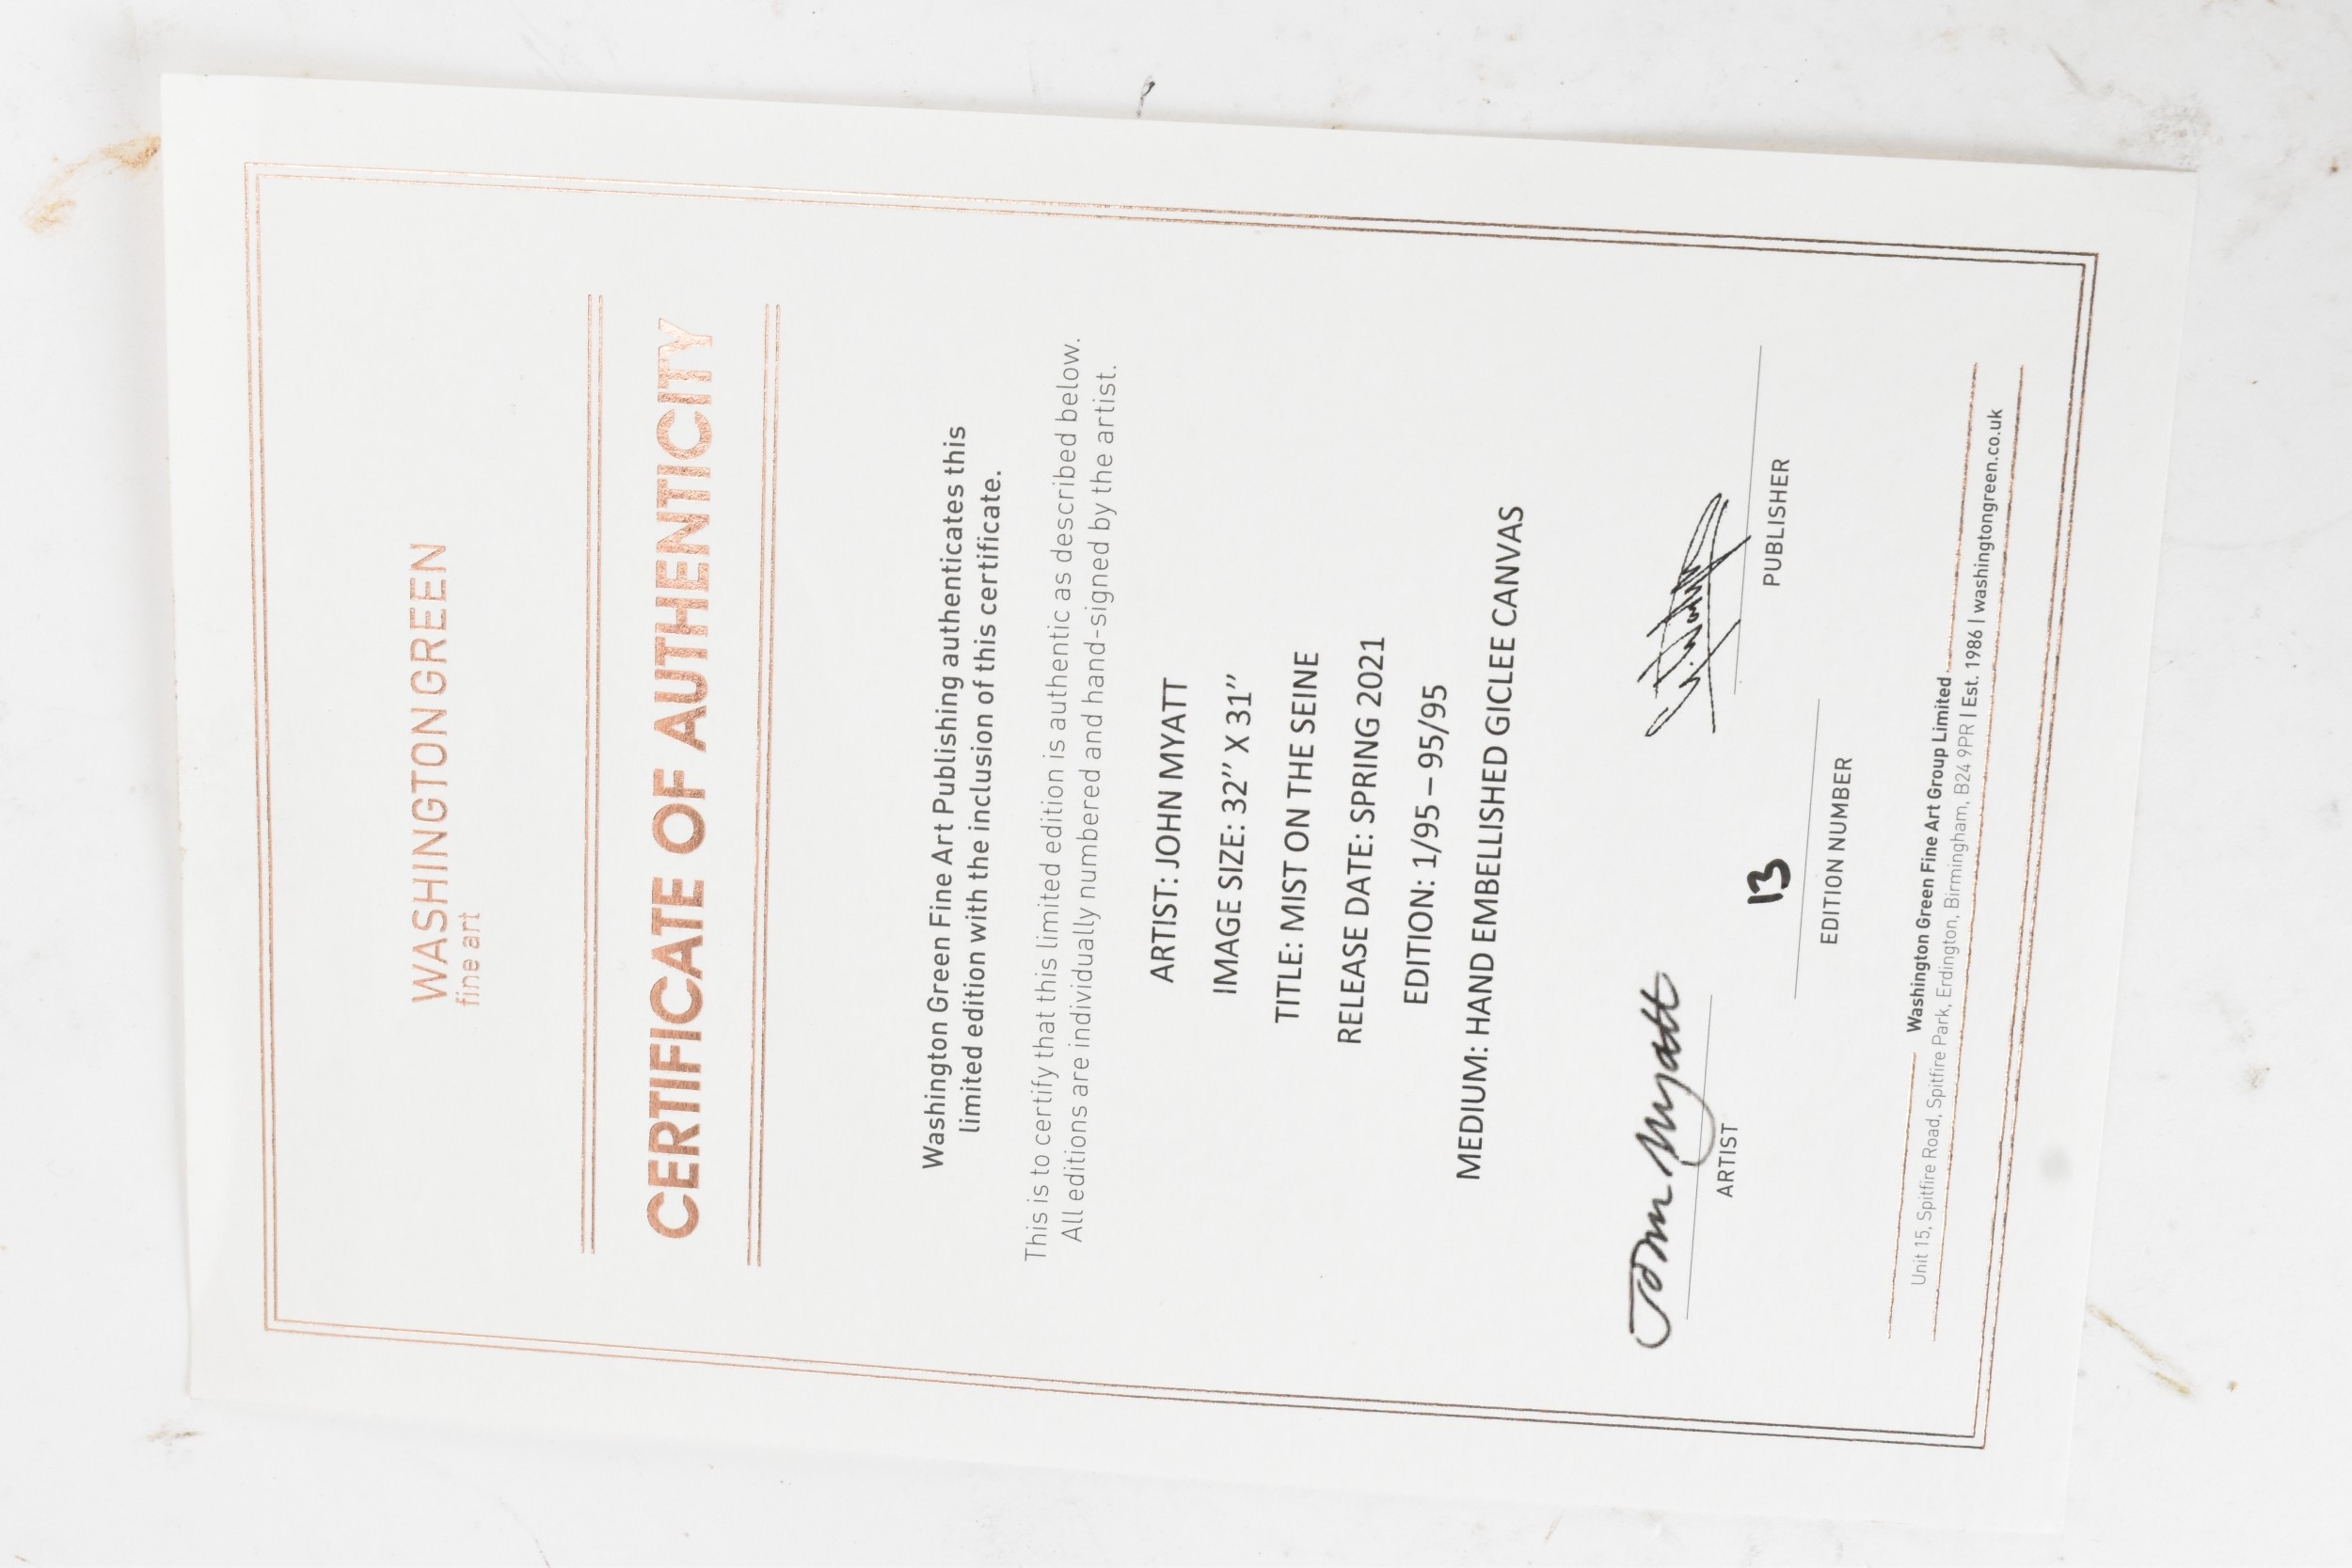 WASHINGTON GREEN
fine art
CERTIFICATE OF AUTHENTICITY
Washington Green Fine Art Publishing authenticates this
limited edition with the inclusion of this certificate.
This is to certify that this limited edition is authentic as described below.
All editions are individually numbered and hand-signed by the artist.
ARTIST: JOHN MYATT
IMAGE SIZE: 32” X 31”
TITLE: MIST ON THE SEINE
RELEASE DATE: SPRING 2021
EDITION: 1/95 – 95/95
MEDIUM: HAND EMBELLISHED GICLEE CANVAS
John Myatt
ARTIST
13
EDITION NUMBER
PUBLISHER
Washington Green Fine Art Group Limited
Unit 15, Spitfire Road, Spitfire Park, Erdington, Birmingham, B24 9PR | Est. 1986 | washingtongreen.co.uk